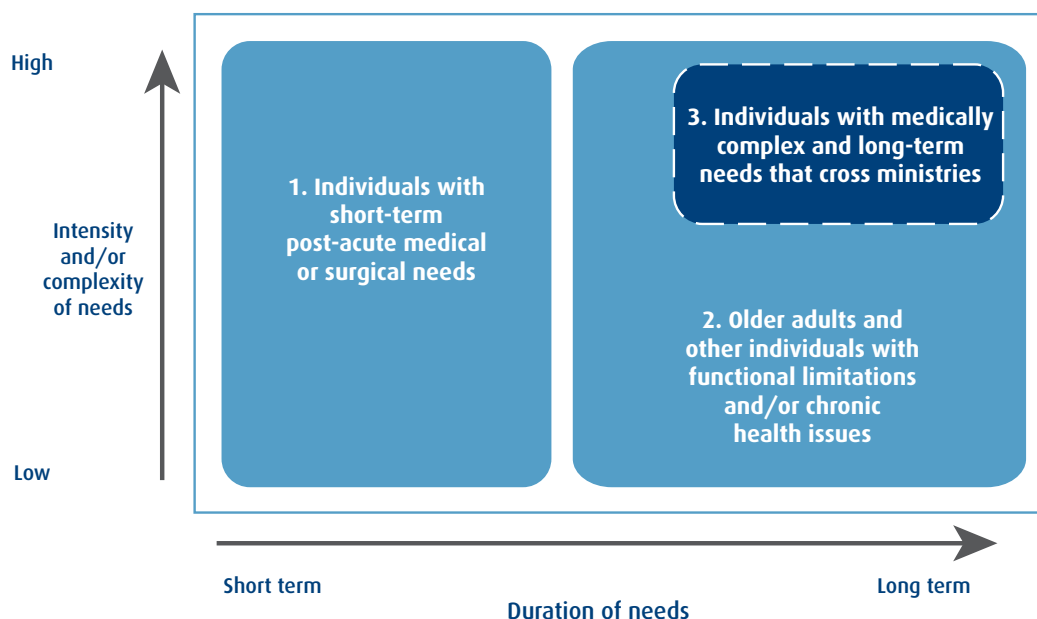 High
Intensity
and/or
complexity
of needs
Low
1. Individuals with
short-term
post-acute medical
or surgical needs
3. Individuals with medically
complex and long-term
needs that cross ministries
2. Older adults and
other individuals with
functional limitations
and/or chronic
health issues
Short term
Long term
Duration of needs